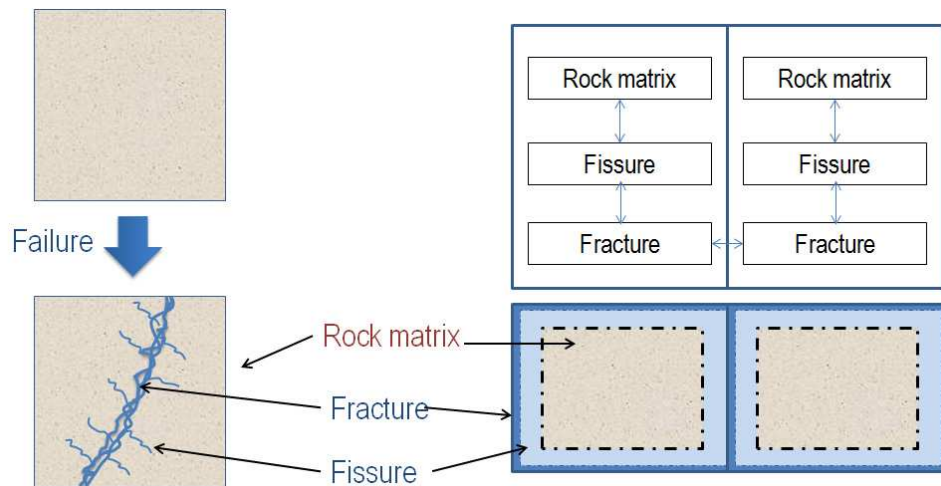 Failure
Rock matrix
Fracture
Fissure
Rock matrix
Rock matrix
Fissure
Fissure
Fracture
Fracture